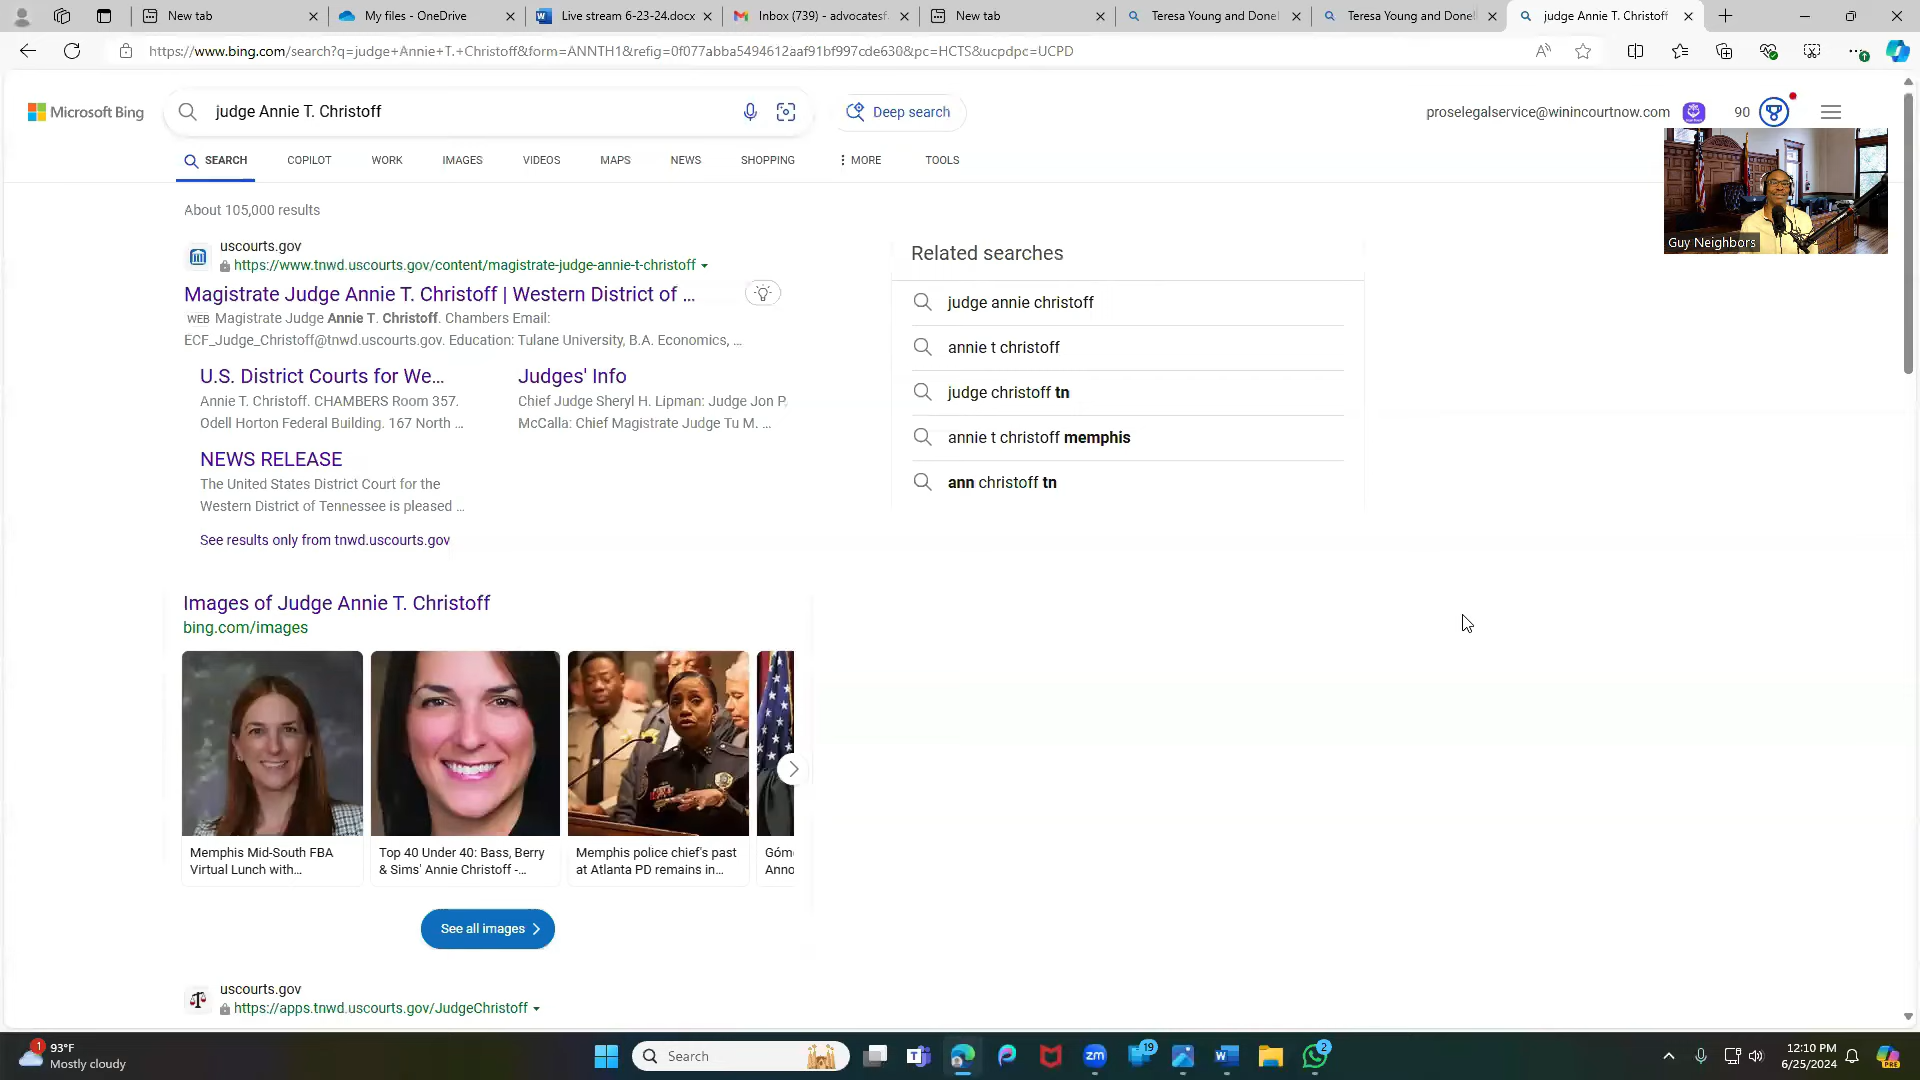 New tab
My files - OneDrive
Live stream 6-23-24.docx
Inbox (739) - advocatesf
New tab
Teresa Young and Donel
Teresa Young and Donel
judge Annie T. Christoff
https://www.bing.com/search?q=judge+Annie+T.+Christoff&form=ANNTH1&refig=0f077abba5494612aaf91bf997cde630&pc=HCTS&ucpdpc=UCPD
Microsoft Bing
judge Annie T. Christoff
Deep search
proselegalservice@winincourtnow.com
90
SEARCH
COPILOT
WORK
IMAGES
VIDEOS
MAPS
NEWS
SHOPPING
MORE
TOOLS
Guy Neighbors
About 105,000 results
uscourts.gov
https://www.tnwd.uscourts.gov/content/magistrate-judge-annie-t-christoff
Magistrate Judge Annie T. Christoff | Western District of ...
WEB Magistrate Judge Annie T. Christoff. Chambers Email:
ECF_Judge_Christoff@tnwd.uscourts.gov. Education: Tulane University, B.A. Economics, ...
U.S. District Courts for We...
Annie T. Christoff. CHAMBERS Room 357.
Odell Horton Federal Building. 167 North ...
Judges' Info
Chief Judge Sheryl H. Lipman: Judge Jon P.
McCalla: Chief Magistrate Judge Tu M. ...
NEWS RELEASE
The United States District Court for the
Western District of Tennessee is pleased ...
See results only from tnwd.uscourts.gov
Related searches
judge annie christoff
annie t christoff
judge christoff tn
annie t christoff memphis
ann christoff tn
Images of Judge Annie T. Christoff
bing.com/images
Memphis Mid-South FBA
Virtual Lunch with...
Top 40 Under 40: Bass, Berry
& Sims' Annie Christoff -...
Memphis police chief's past
at Atlanta PD remains in...
Góm
Anno
See all images
uscourts.gov
https://apps.tnwd.uscourts.gov/JudgeChristoff
1
93°F
Mostly cloudy
Search
zm
19
2
12:10 PM
6/25/2024
PRE